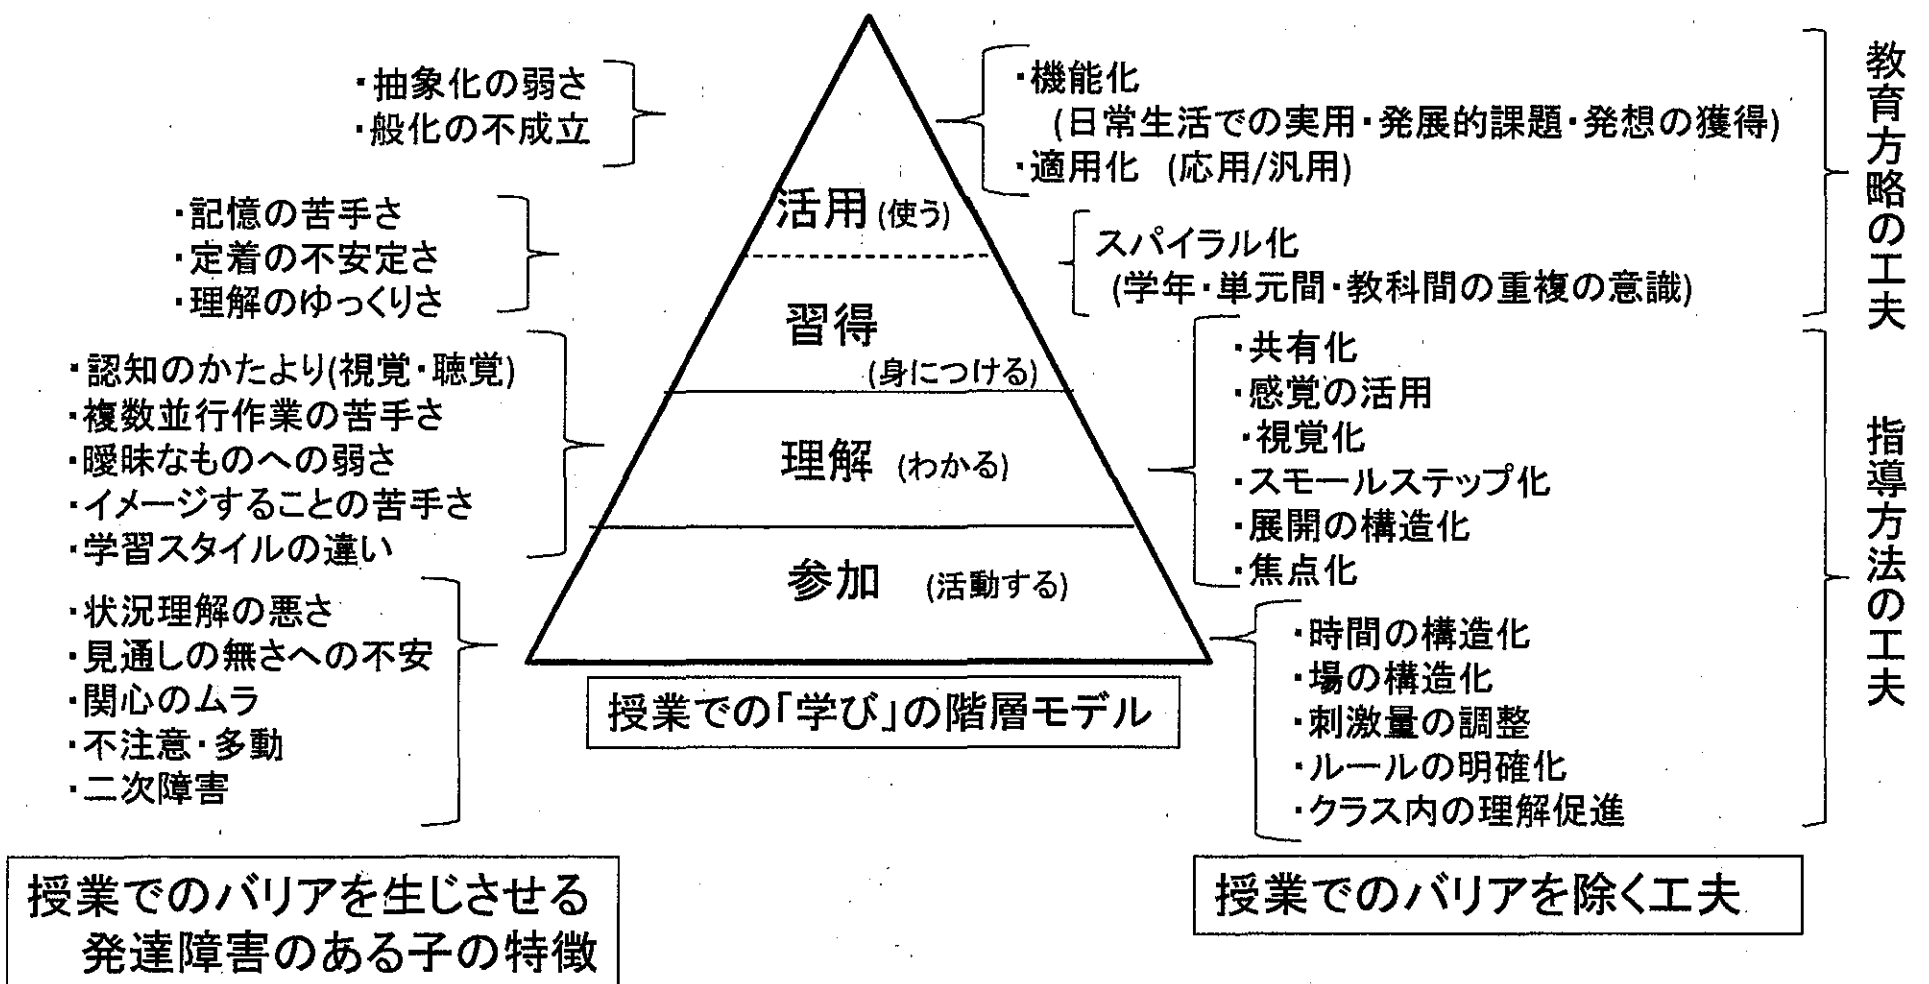 ・抽象化の弱さ
・般化の不成立
・記憶の苦手さ
・定着の不安定さ
・理解のゆっくりさ
・認知のかたより(視覚・聴覚)
・複数並行作業の苦手さ
・曖昧なものへの弱さ
・イメージすることの苦手さ
・学習スタイルの違い
・状況理解の悪さ
・見通しの無さへの不安
・関心のムラ
・不注意・多動
・二次障害
授業でのバリアを生じさせる
発達障害のある子の特徴
活用(使う)
習得
(身につける)
理解 (わかる)
参加 (活動する)
授業での「学び」の階層モデル
・機能化
(日常生活での実用・発展的課題・発想の獲得)
・適用化 (応用/汎用)
スパイラル化
(学年・単元間・教科間の重複の意識)
・共有化
・感覚の活用
・視覚化
・スモールステップ化
・展開の構造化
・焦点化
・時間の構造化
・場の構造化
・刺激量の調整
・ルールの明確化
・クラス内の理解促進
授業でのバリアを除く工夫
教育方略の工夫
指導方法の工夫